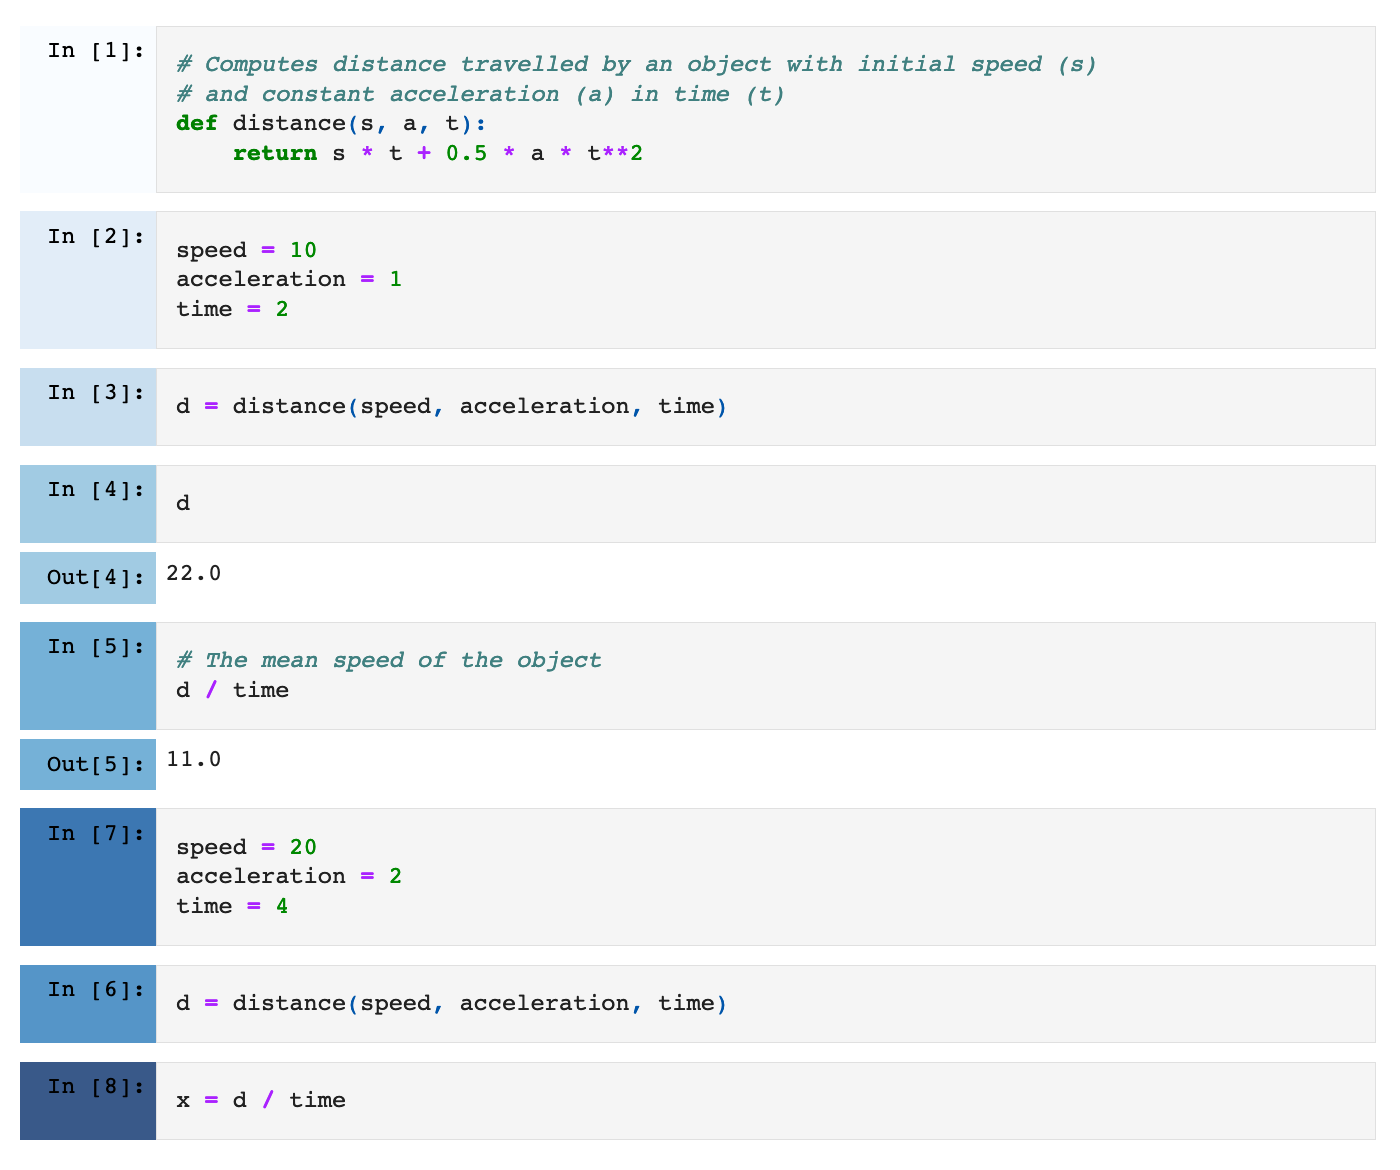 In [1]:
# Computes distance travelled by an object with initial speed (s)
# and constant acceleration (a) in time (t)
def distance(s, a, t):
    return s * t + 0.5 * a * t**2
In [2]:
speed = 10
acceleration = 1
time = 2
In [3]:
d = distance(speed, acceleration, time)
In [4]:
d
Out[4]:
22.0
In [5]:
# The mean speed of the object
d / time
Out[5]:
11.0
In [7]:
speed = 20
acceleration = 2
time = 4
In [6]:
d = distance(speed, acceleration, time)
In [8]:
x = d / time